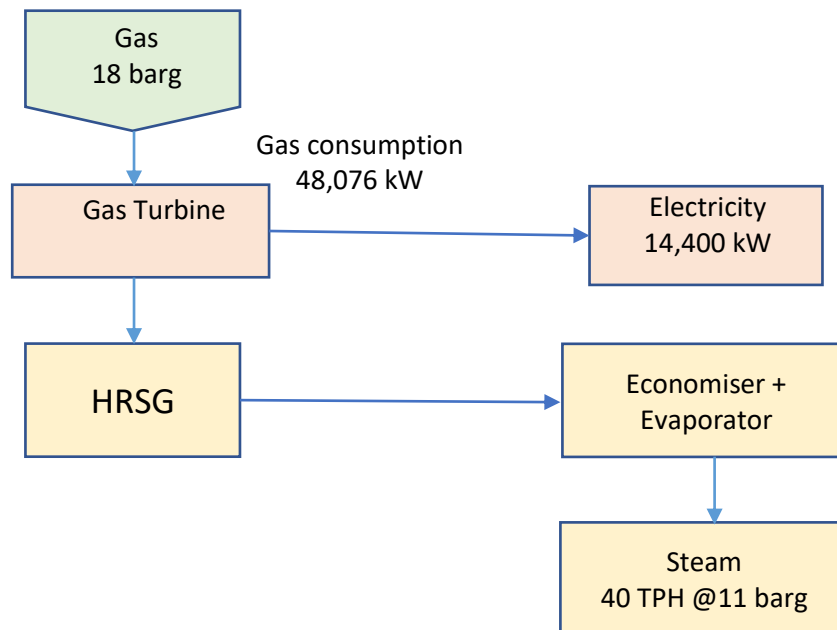 Gas
18 barg
Gas consumption
48,076 kW
Gas Turbine
Electricity
14,400 kW
HRSG
Economiser +
Evaporator
Steam
40 TPH @11 barg